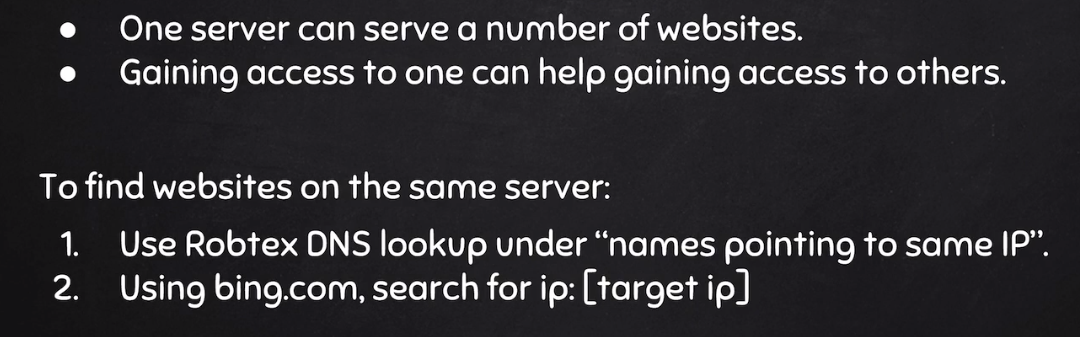 ● One server can serve a number of websites.
● Gaining access to one can help gaining access to others.
To find websites on the same server:
1. Use Robtex DNS lookup under “names pointing to same IP”.
2. Using bing.com, search for ip: [target ip]